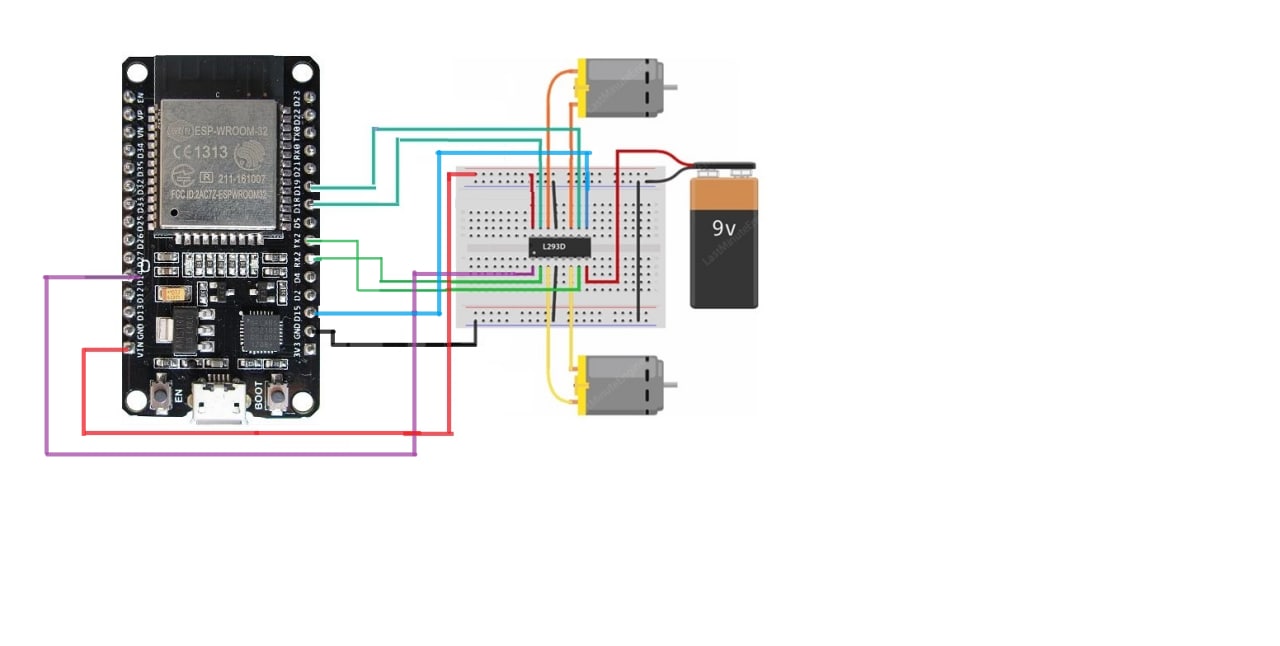 EN
VP
VN
D34
D35
D32
D33
D25
D26
D27
D12
D13
GND
VIN
D23
D22
TX0
RX0
D21
D19
D18
D5
TX2
RX2
D4
D2
D15
GND
3V3
ESP-WROOM-32
CE1313
R 211-161007
FCC ID:2AC7Z-ESPWROOM32
EN
BOOT
L293D
9v